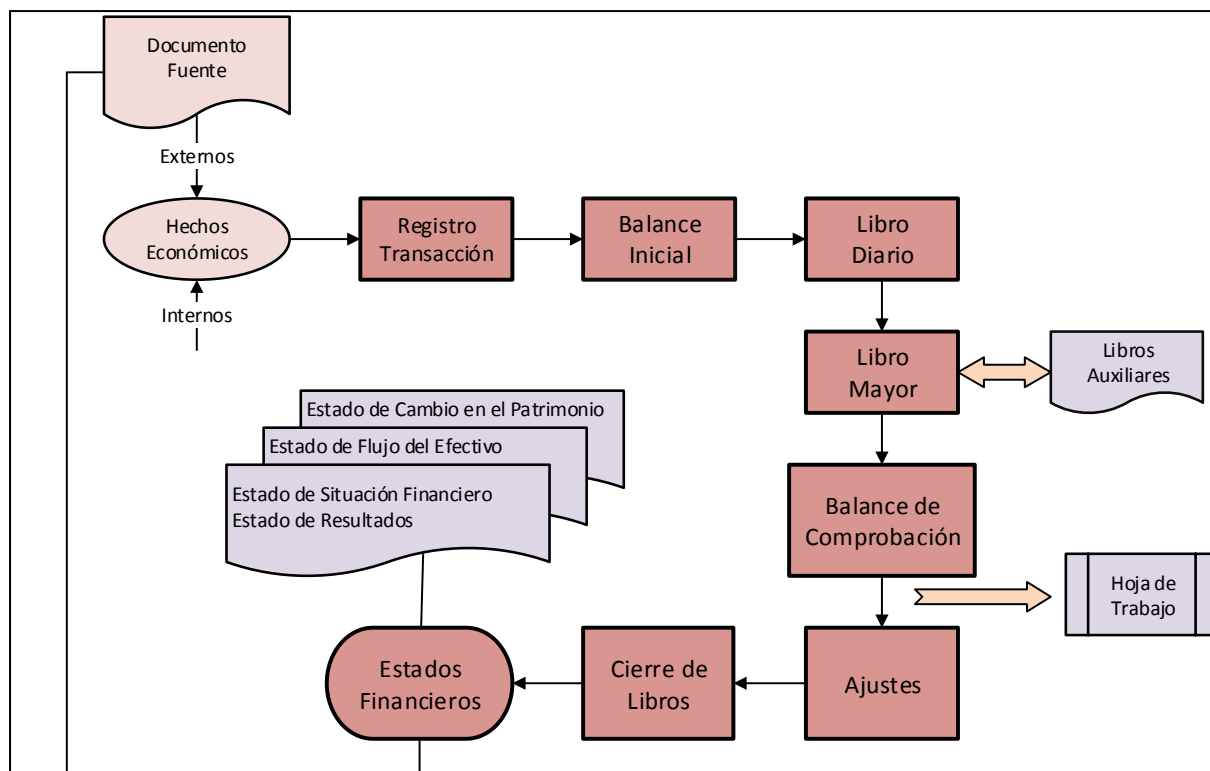 Documento
Fuente
Externos
Hechos
Económicos
Internos
Registro
Transacción
Balance
Inicial
Libro
Diario
Libro
Mayor
Libros
Auxiliares
Balance de
Comprobación
Hoja de
Trabajo
Ajustes
Cierre de
Libros
Estados
Financieros
Estado de Cambio en el Patrimonio
Estado de Flujo del Efectivo
Estado de Situación Financiero
Estado de Resultados